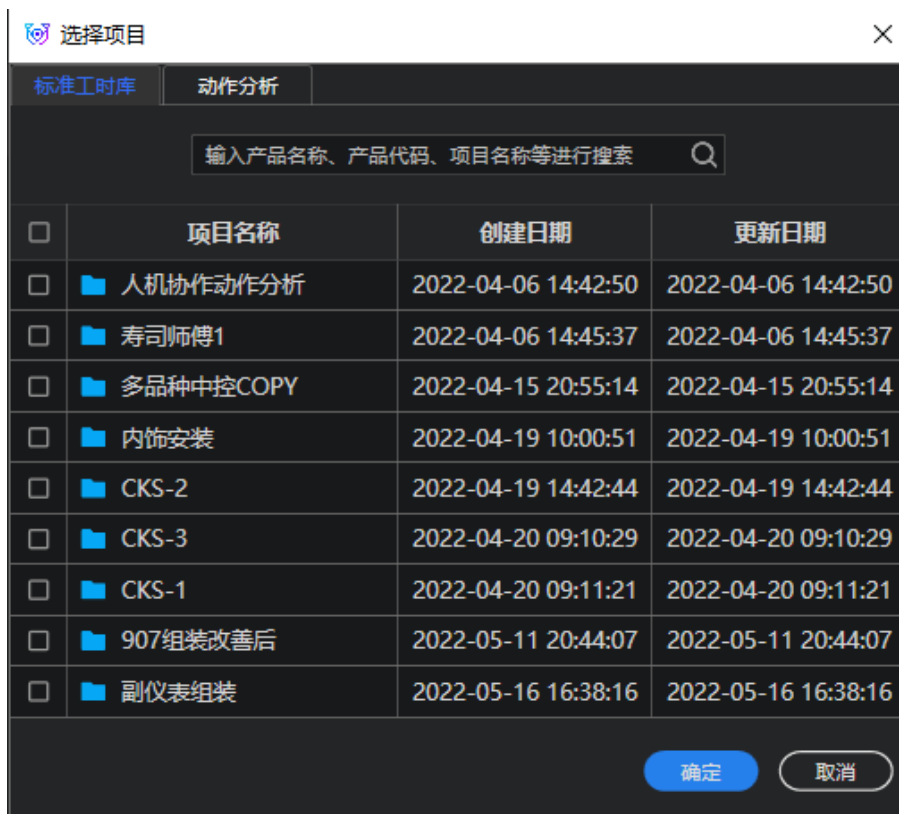 选择项目
标准工时库 动作分析
输入产品名称、产品代码、项目名称等进行搜索
项目名称 创建日期 更新日期
人机协作动作分析 2022-04-06 14:42:50 2022-04-06 14:42:50
寿司师傅1 2022-04-06 14:45:37 2022-04-06 14:45:37
多品种中控COPY 2022-04-15 20:55:14 2022-04-15 20:55:14
内饰安装 2022-04-19 10:00:51 2022-04-19 10:00:51
CKS-2 2022-04-19 14:42:44 2022-04-19 14:42:44
CKS-3 2022-04-20 09:10:29 2022-04-20 09:10:29
CKS-1 2022-04-20 09:11:21 2022-04-20 09:11:21
907组装改善后 2022-05-11 20:44:07 2022-05-11 20:44:07
副仪表组装 2022-05-16 16:38:16 2022-05-16 16:38:16
确定 取消